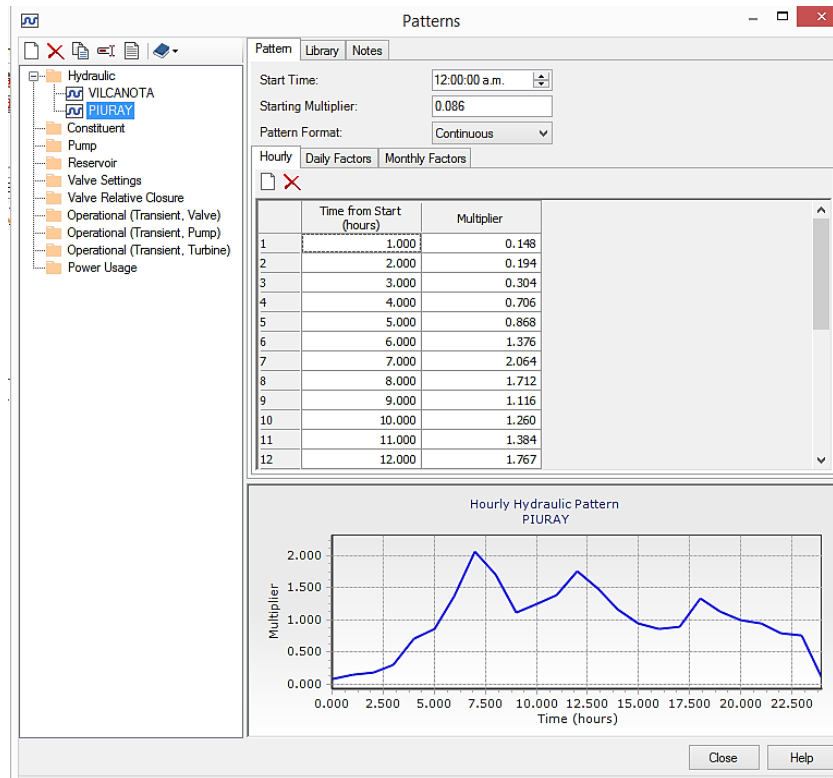 Patterns
Hydraulic
VILCANOTA
PIURAY
Constituent
Pump
Reservoir
Valve Settings
Valve Relative Closure
Operational (Transient, Valve)
Operational (Transient, Pump)
Operational (Transient, Turbine)
Power Usage
Pattern Library Notes
Start Time: 12:00:00 a.m.
Starting Multiplier: 0.086
Pattern Format: Continuous
Hourly Daily Factors Monthly Factors
Time from Start (hours) Multiplier
1 1.000 0.148
2 2.000 0.194
3 3.000 0.304
4 4.000 0.706
5 5.000 0.868
6 6.000 1.376
7 7.000 2.064
8 8.000 1.712
9 9.000 1.116
10 10.000 1.260
11 11.000 1.384
12 12.000 1.767
Hourly Hydraulic Pattern
PIURAY
Multiplier
2.000
1.500
1.000
0.500
0.000
0.000 2.500 5.000 7.500 10.000 12.500 15.000 17.500 20.000 22.500
Time (hours)
Close Help